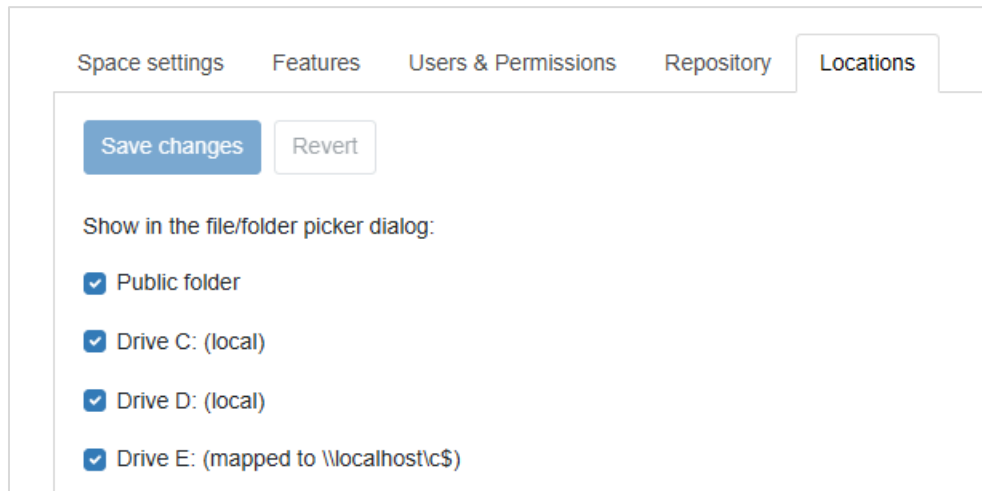 Space settings Features Users & Permissions Repository Locations
Save changes Revert
Show in the file/folder picker dialog:
Public folder
Drive C: (local)
Drive D: (local)
Drive E: (mapped to \\localhost\c$)